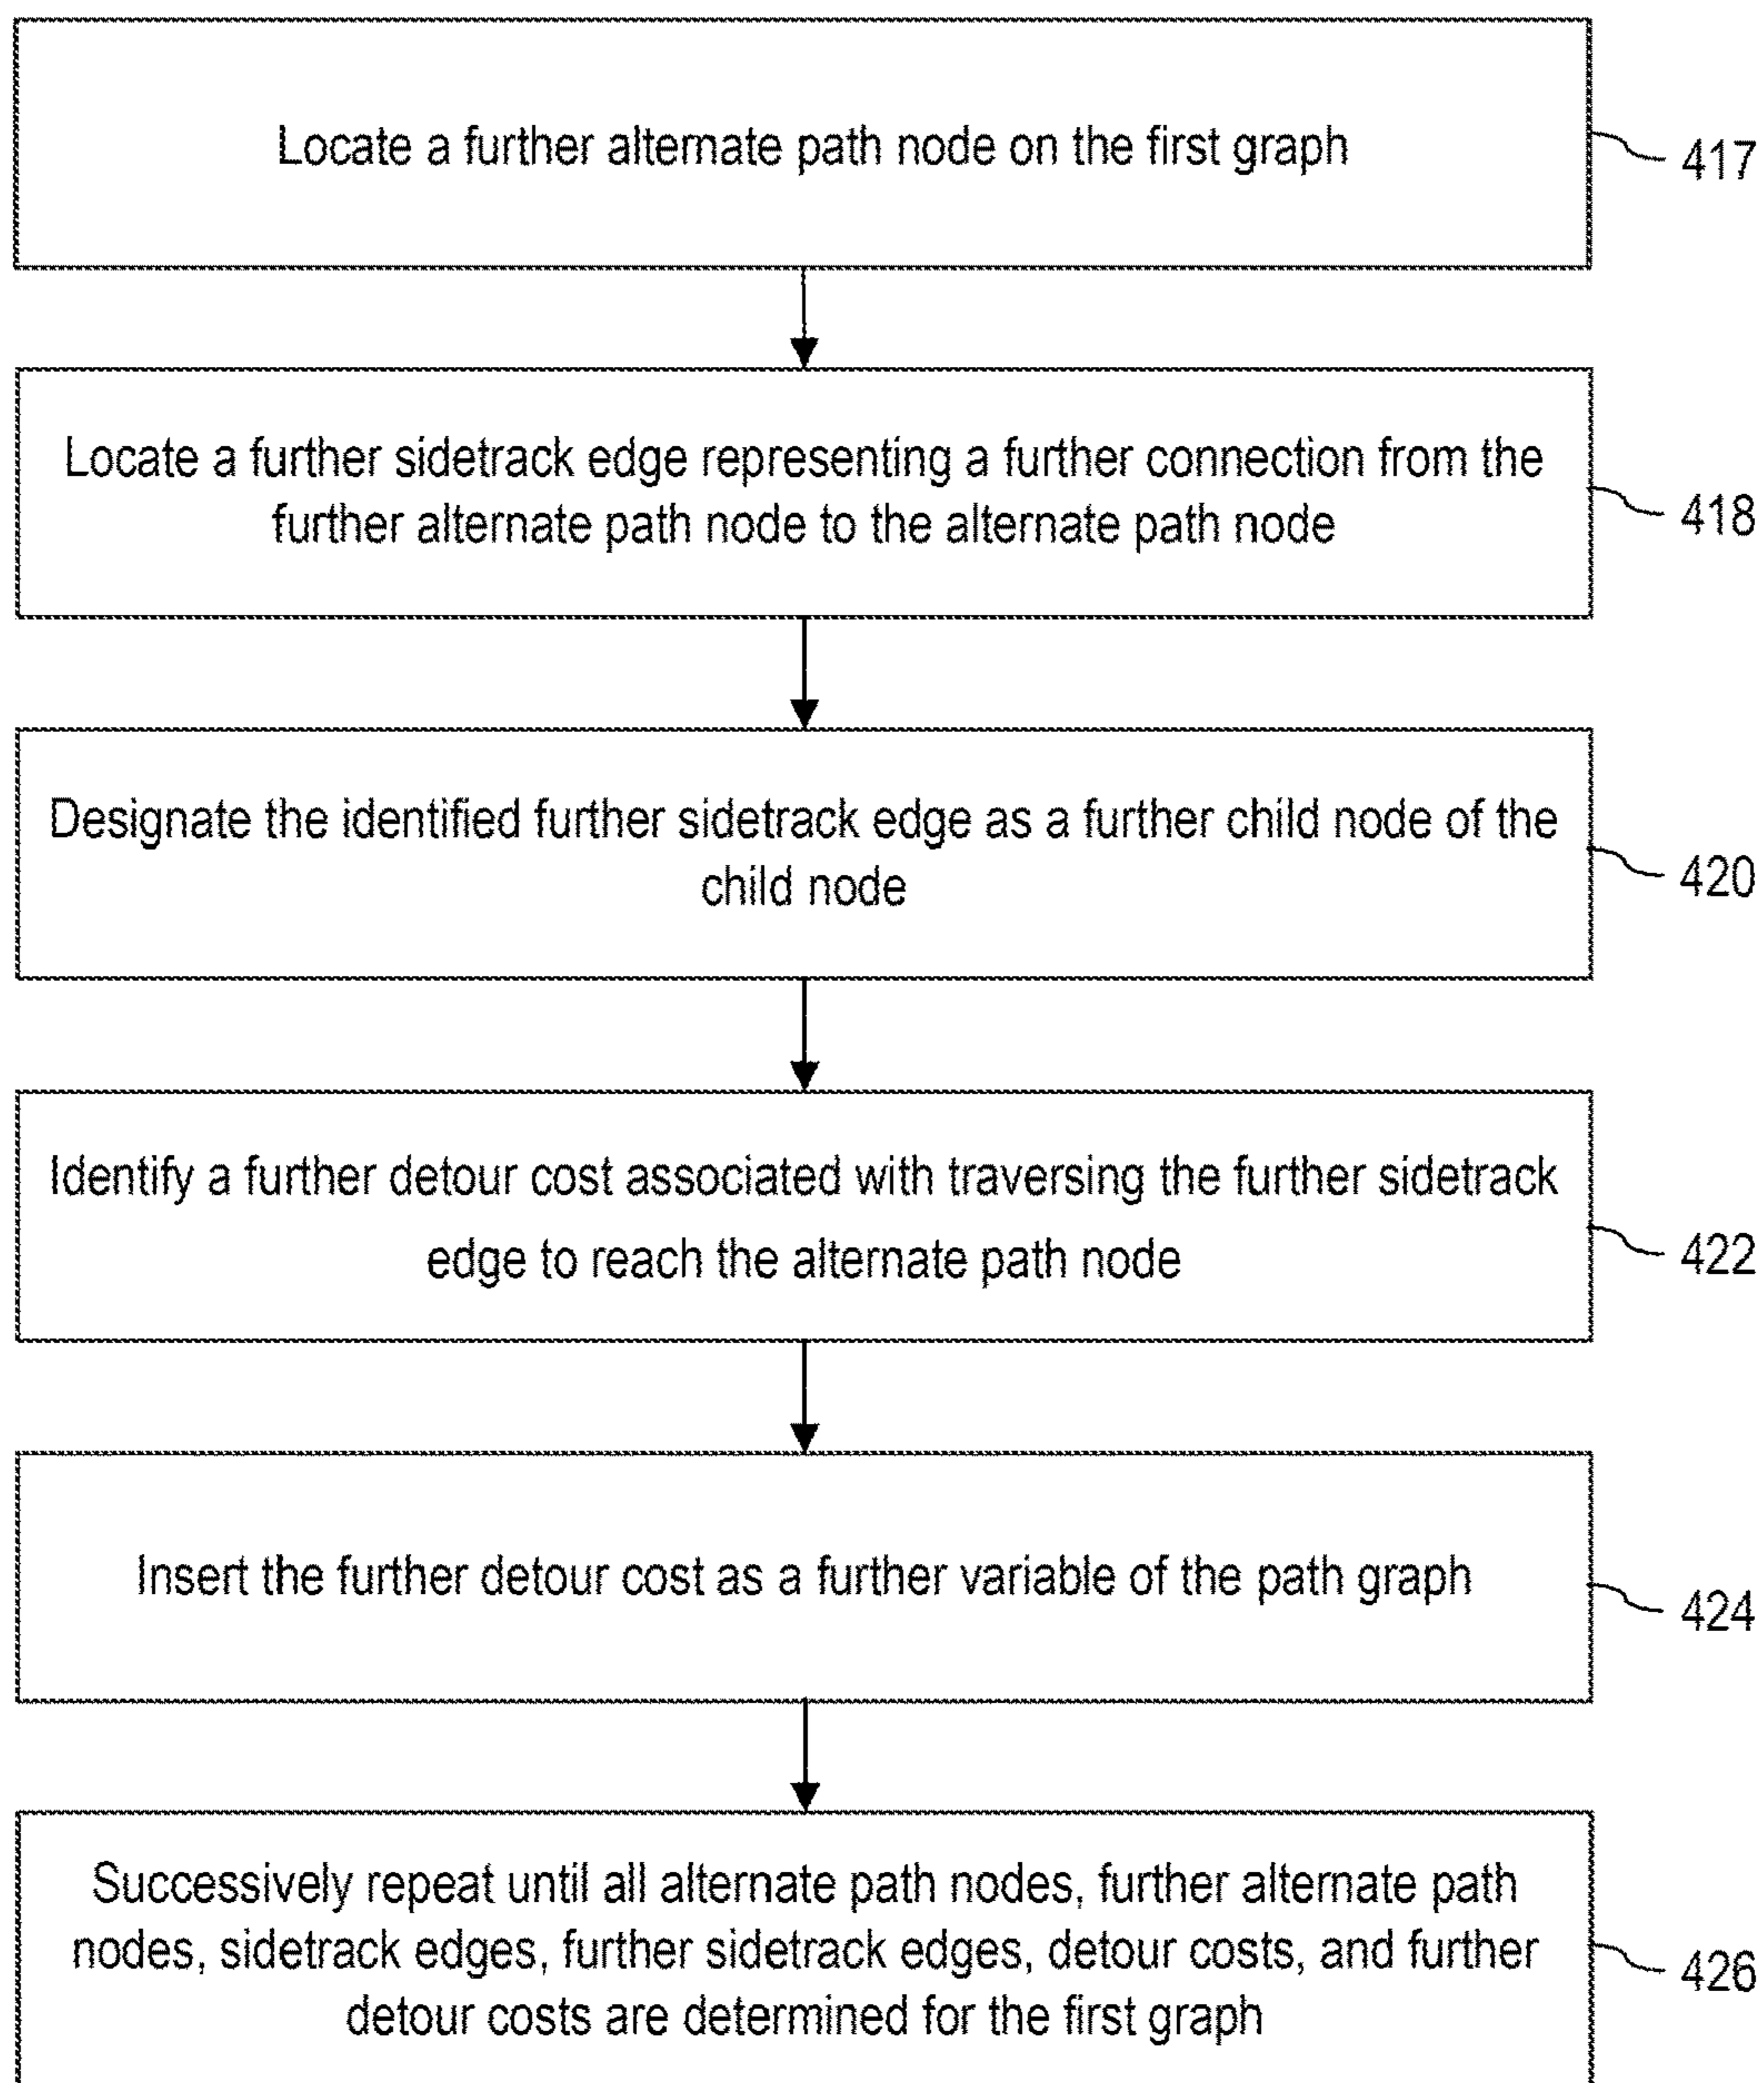 Locate a further alternate path node on the first graph
417
Locate a further sidetrack edge representing a further connection from the
further alternate path node to the alternate path node
418
Designate the identified further sidetrack edge as a further child node of the
child node
420
Identify a further detour cost associated with traversing the further sidetrack
edge to reach the alternate path node
422
Insert the further detour cost as a further variable of the path graph
424
Successively repeat until all alternate path nodes, further alternate path
nodes, sidetrack edges, further sidetrack edges, detour costs, and further
detour costs are determined for the first graph
426